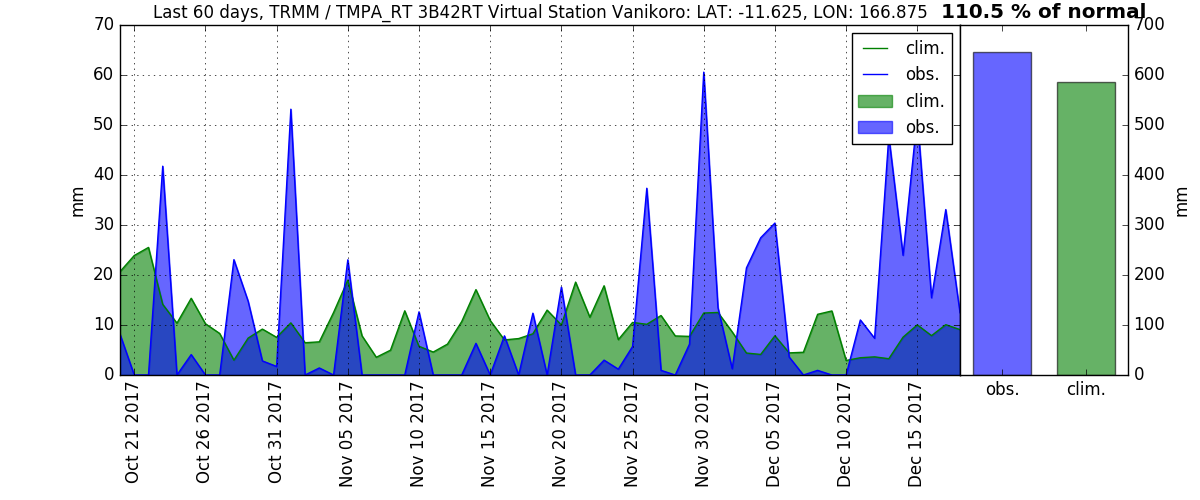 Last 60 days, TRMM / TMPA_RT 3B42RT Virtual Station Vanikoro: LAT: -11.625, LON: 166.875 110.5 % of normal
70
60
50
40
30
20
10
0
mm
clim.
obs.
clim.
obs.
700
600
500
400
300
200
100
0
mm
Oct 21 2017
Oct 26 2017
Oct 31 2017
Nov 05 2017
Nov 10 2017
Nov 15 2017
Nov 20 2017
Nov 25 2017
Nov 30 2017
Dec 05 2017
Dec 10 2017
Dec 15 2017
obs.
clim.